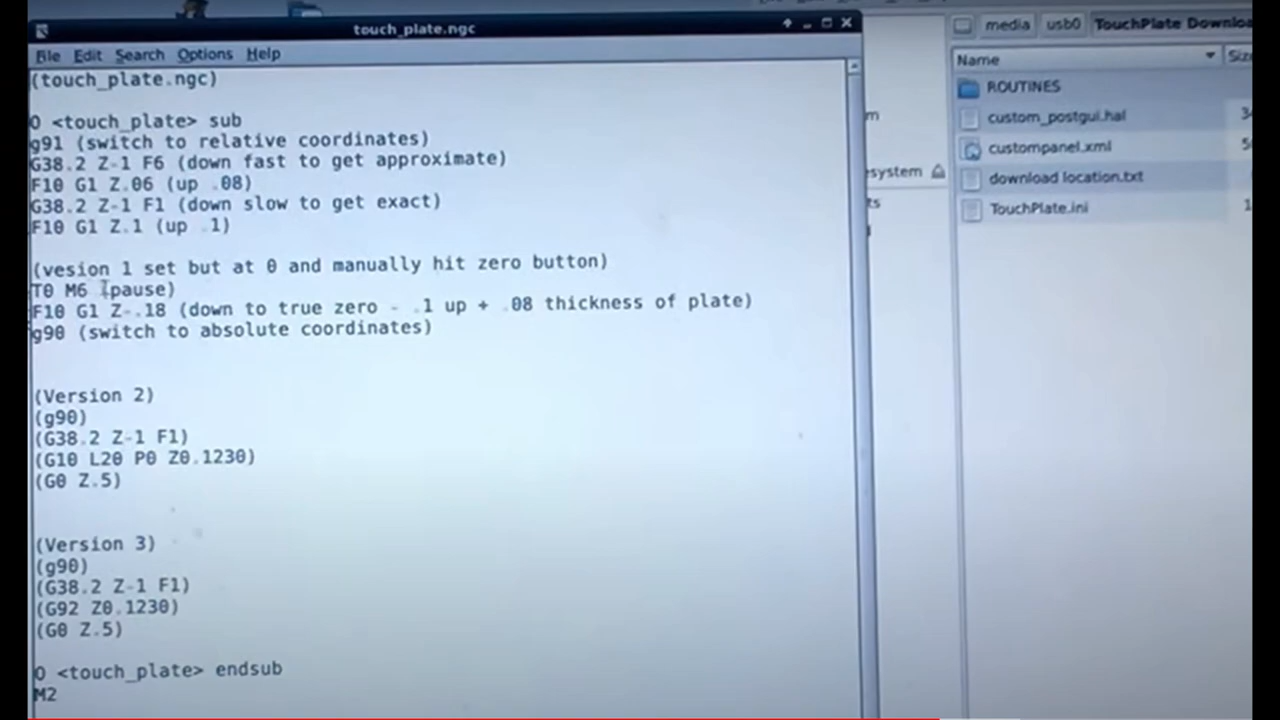 touch_plate.ngc
File Edit Search Options Help
(touch_plate.ngc)
O <touch_plate> sub
g91 (switch to relative coordinates)
G38.2 Z-1 F6 (down fast to get approximate)
F10 G1 Z.06 (up .08)
G38.2 Z-1 F1 (down slow to get exact)
F10 G1 Z.1 (up .1)
(vesion 1 set but at 0 and manually hit zero button)
T0 M6 (pause)
F10 G1 Z-.18 (down to true zero - .1 up + .08 thickness of plate)
g90 (switch to absolute coordinates)
(Version 2)
(g90)
(G38.2 Z-1 F1)
(G10 L20 P0 Z0.1230)
(G0 Z.5)
(Version 3)
(g90)
(G38.2 Z-1 F1)
(G92 Z0.1230)
(G0 Z.5)
O <touch_plate> endsub
M2
media usb0 TouchPlate Downlo
Name Siz
ROUTINES
custom_postgui.hal
custompanel.xml
download location.txt
TouchPlate.ini